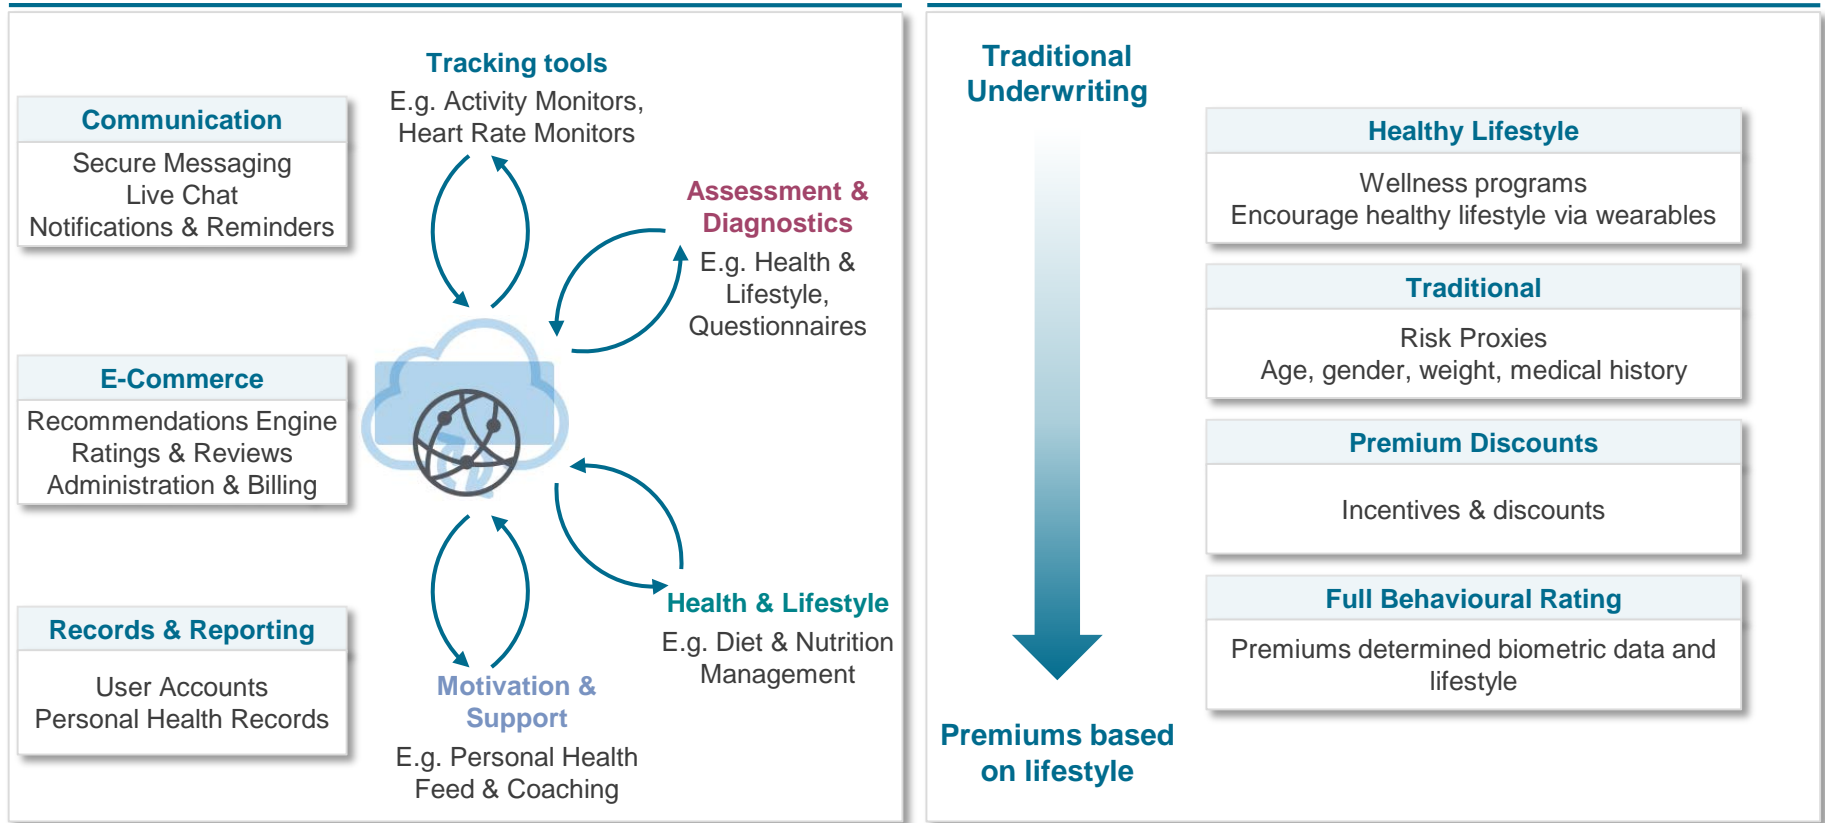 Communication
Secure Messaging
Live Chat
Notifications & Reminders
E-Commerce
Recommendations Engine
Ratings & Reviews
Administration & Billing
Records & Reporting
User Accounts
Personal Health Records
Tracking tools
E.g. Activity Monitors,
Heart Rate Monitors
Assessment &
Diagnostics
E.g. Health &
Lifestyle,
Questionnaires
Health & Lifestyle
E.g. Diet & Nutrition
Management
Motivation &
Support
E.g. Personal Health
Feed & Coaching
Traditional
Underwriting
Premiums based
on lifestyle
Healthy Lifestyle
Wellness programs
Encourage healthy lifestyle via wearables
Traditional
Risk Proxies
Age, gender, weight, medical history
Premium Discounts
Incentives & discounts
Full Behavioural Rating
Premiums determined biometric data and
lifestyle